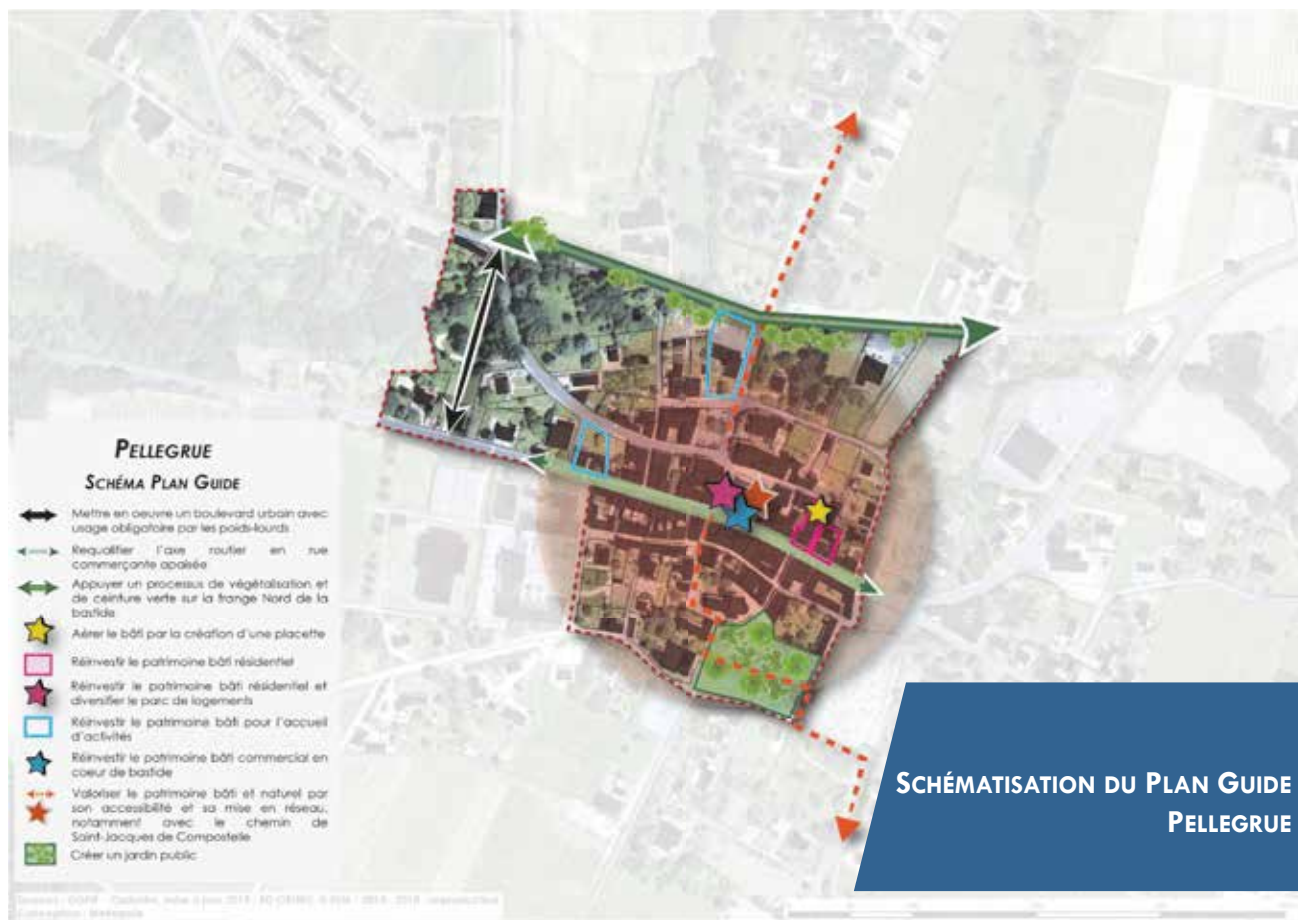 PELLEGRUE
SCHÉMA PLAN GUIDE
Mettre en oeuvre un boulevard urbain avec
usage obligatoire par les poids-lourds
Requalifier l'axe routier en rue
commerçante apaisée
Appuyer un processus de végétalisation et
de ceinture verte sur la frange Nord de la
bastide
Aérer le bâti par la création d'une placette
Réinvestir le patrimoine bâti résidentiel
Réinvestir le patrimoine bâti résidentiel et
diversifier le parc de logements
Réinvestir le patrimoine bâti pour l'accueil
d'activités
Réinvestir le patrimoine bâti commercial en
coeur de bastide
Valoriser le patrimoine bâti et naturel par
son accessibilité et sa mise en réseau,
notamment avec le chemin de
Saint-Jacques de Compostelle
Créer un jardin public
SCHÉMATISATION DU PLAN GUIDE
PELLEGRUE